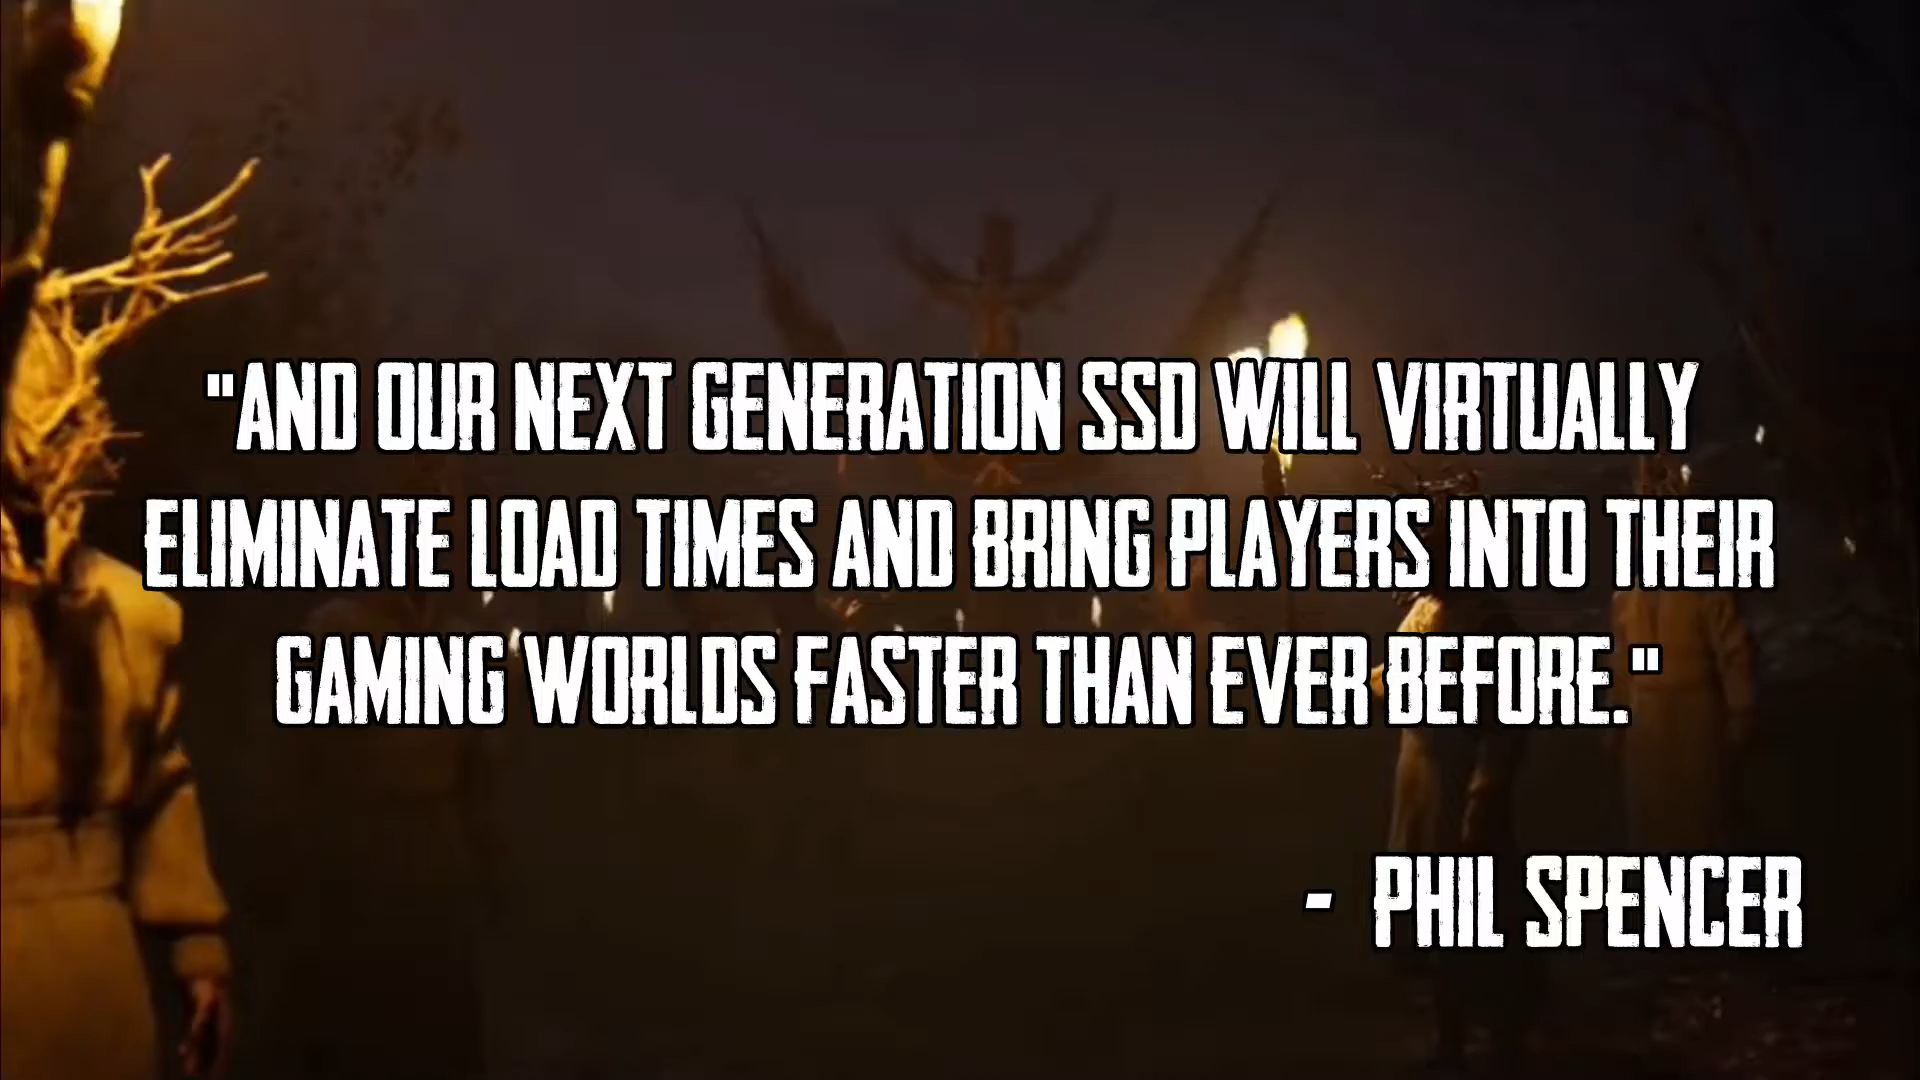 "AND OUR NEXT GENERATION SSD WILL VIRTUALLY
ELIMINATE LOAD TIMES AND BRING PLAYERS INTO THEIR
GAMING WORLDS FASTER THAN EVER BEFORE."
- PHIL SPENCER